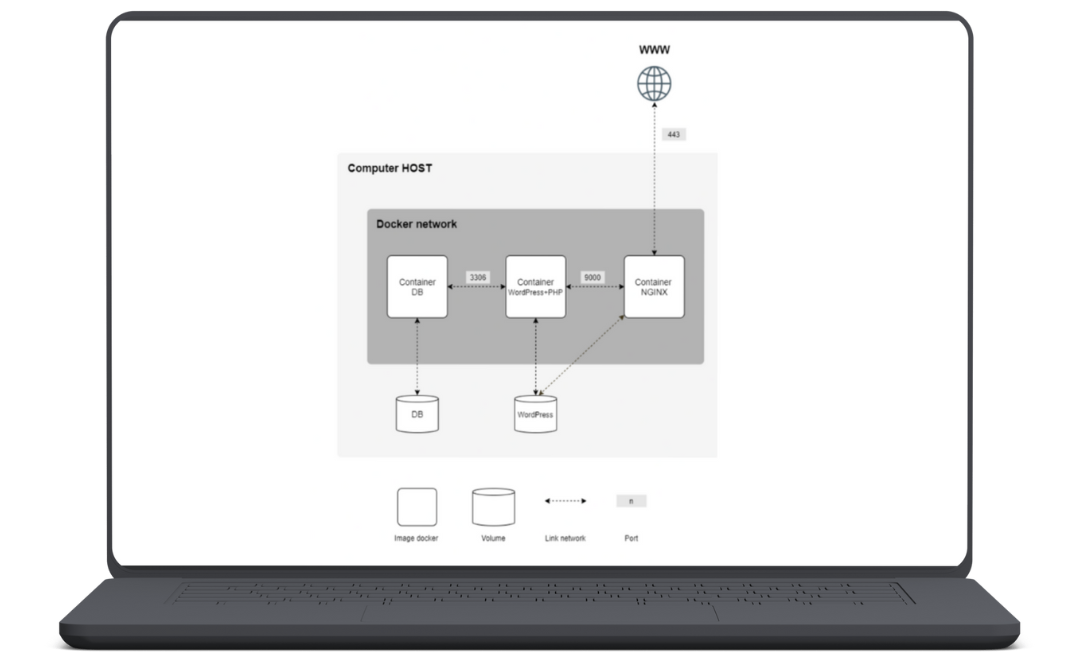 WWW
443
Computer HOST
Docker network
Container
DB
3306
Container
WordPress+PHP
9000
Container
NGINX
DB
WordPress
n
Image docker
Volume
Link network
Port